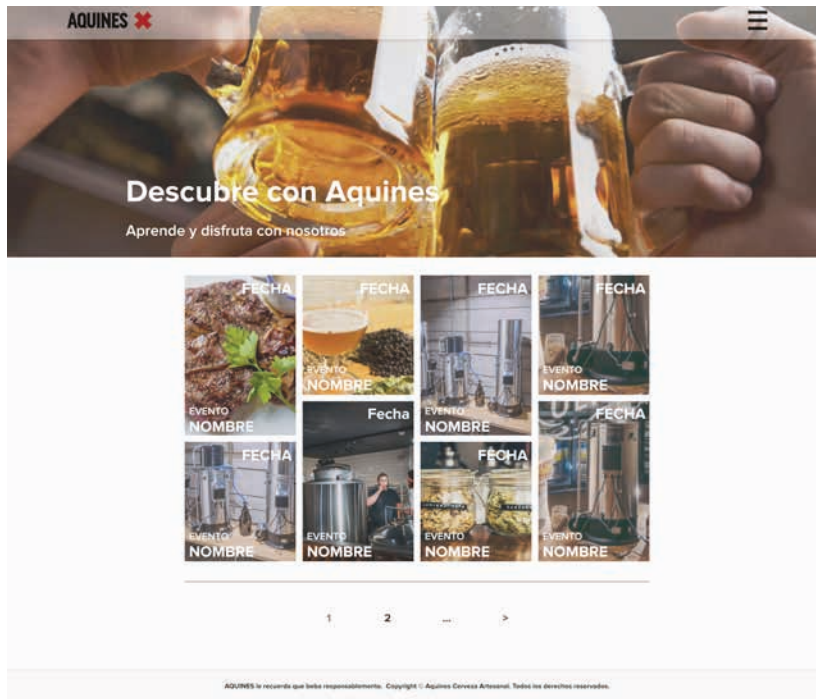 AQUINES
Descubre con Aquines
Aprende y disfruta con nosotros
FECHA
EVENTO
NOMBRE
FECHA
EVENTO
NOMBRE
FECHA
EVENTO
NOMBRE
FECHA
EVENTO
NOMBRE
FECHA
EVENTO
NOMBRE
Fecha
EVENTO
NOMBRE
FECHA
EVENTO
NOMBRE
FECHA
EVENTO
NOMBRE
1 2 ... >
AQUINES le recuerda que beba responsablemente. Copyright © Aquines Cerveza Artesanal. Todos los derechos reservados.